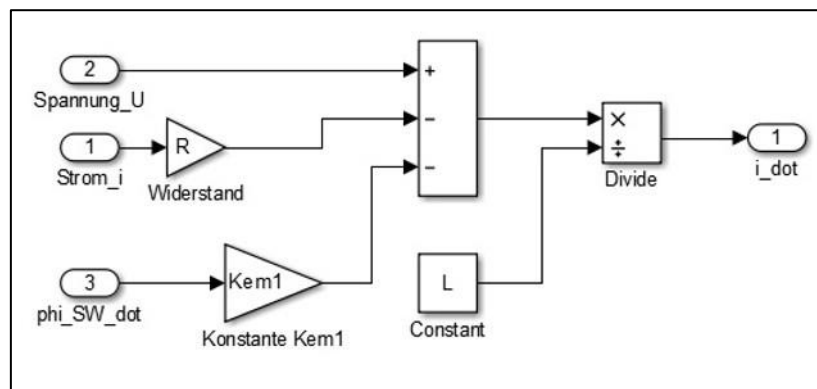 2
Spannung_U
+
−
−
1
Strom_i
R
Widerstand
×
÷
Divide
1
i_dot
3
phi_SW_dot
Kem1
Konstante Kem1
L
Constant